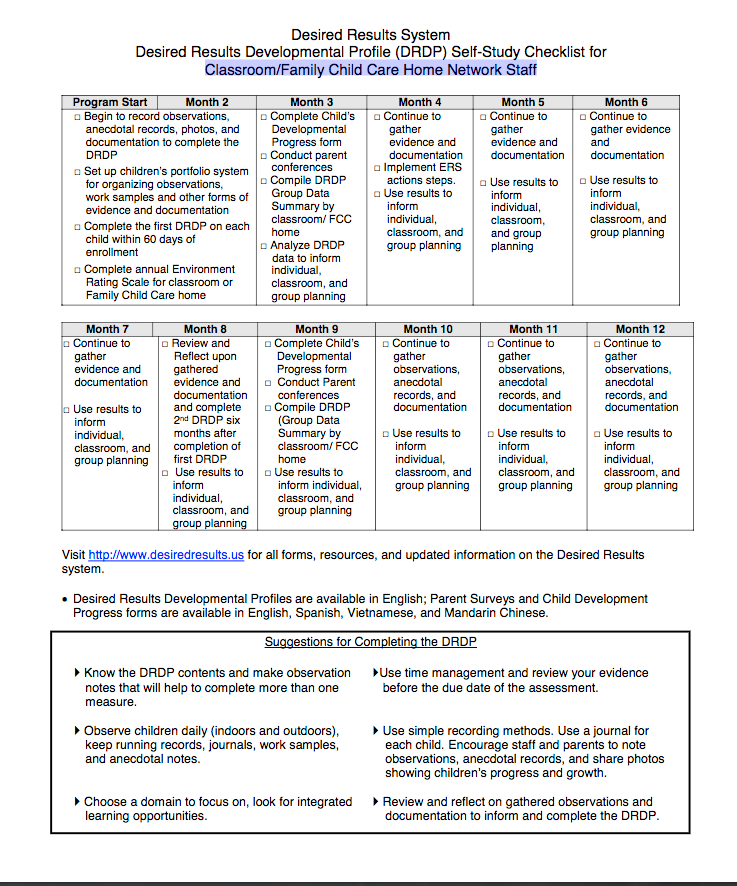 Desired Results System
Desired Results Developmental Profile (DRDP) Self-Study Checklist for
Classroom/Family Child Care Home Network Staff
Program Start
Month 2
Month 3
Month 4
Month 5
Month 6
□ Begin to record observations,
anecdotal records, photos, and
documentation to complete the
DRDP
□ Set up children's portfolio system
for organizing observations,
work samples and other forms of
evidence and documentation
□ Complete the first DRDP on each
child within 60 days of
enrollment
□ Complete annual Environment
Rating Scale for classroom or
Family Child Care home
□ Complete Child's
Developmental
Progress form
□ Conduct parent
conferences
□ Compile DRDP
Group Data
Summary by
classroom/ FCC
home
□ Analyze DRDP
data to inform
individual,
classroom, and
group planning
□ Continue to
gather
evidence and
documentation
□ Implement ERS
actions steps.
□ Use results to
inform
individual,
classroom, and
group planning
□ Continue to
gather
evidence and
documentation
□ Use results to
inform
individual,
classroom,
and group
planning
□ Continue to
gather evidence
and
documentation
□ Use results to
inform
individual,
classroom, and
group planning
Month 7
Month 8
Month 9
Month 10
Month 11
Month 12
□ Continue to
gather
evidence and
documentation
□ Use results to
inform
individual,
classroom, and
group planning
□ Review and
Reflect upon
gathered
evidence and
documentation
and complete
2nd DRDP six
months after
completion of
first DRDP
□ Use results to
inform
individual,
classroom, and
group planning
□ Complete Child's
Developmental
Progress form
□ Conduct Parent
conferences
□ Compile DRDP
(Group Data
Summary by
classroom/ FCC
home
□ Use results to
inform individual,
classroom, and
group planning
□ Continue to
gather
observations,
anecdotal
records, and
documentation
□ Use results to
inform
individual,
classroom, and
group planning
□ Continue to
gather
observations,
anecdotal
records, and
documentation
□ Use results to
inform
individual,
classroom, and
group planning
□ Continue to
gather
observations,
anecdotal
records, and
documentation
□ Use results to
inform
individual,
classroom, and
group planning
Visit http://www.desiredresults.us for all forms, resources, and updated information on the Desired Results
system.
• Desired Results Developmental Profiles are available in English; Parent Surveys and Child Development
Progress forms are available in English, Spanish, Vietnamese, and Mandarin Chinese.
Suggestions for Completing the DRDP
Know the DRDP contents and make observation
notes that will help to complete more than one
measure.
Observe children daily (indoors and outdoors),
keep running records, journals, work samples,
and anecdotal notes.
Choose a domain to focus on, look for integrated
learning opportunities.
Use time management and review your evidence
before the due date of the assessment.
Use simple recording methods. Use a journal for
each child. Encourage staff and parents to note
observations, anecdotal records, and share photos
showing children's progress and growth.
Review and reflect on gathered observations and
documentation to inform and complete the DRDP.